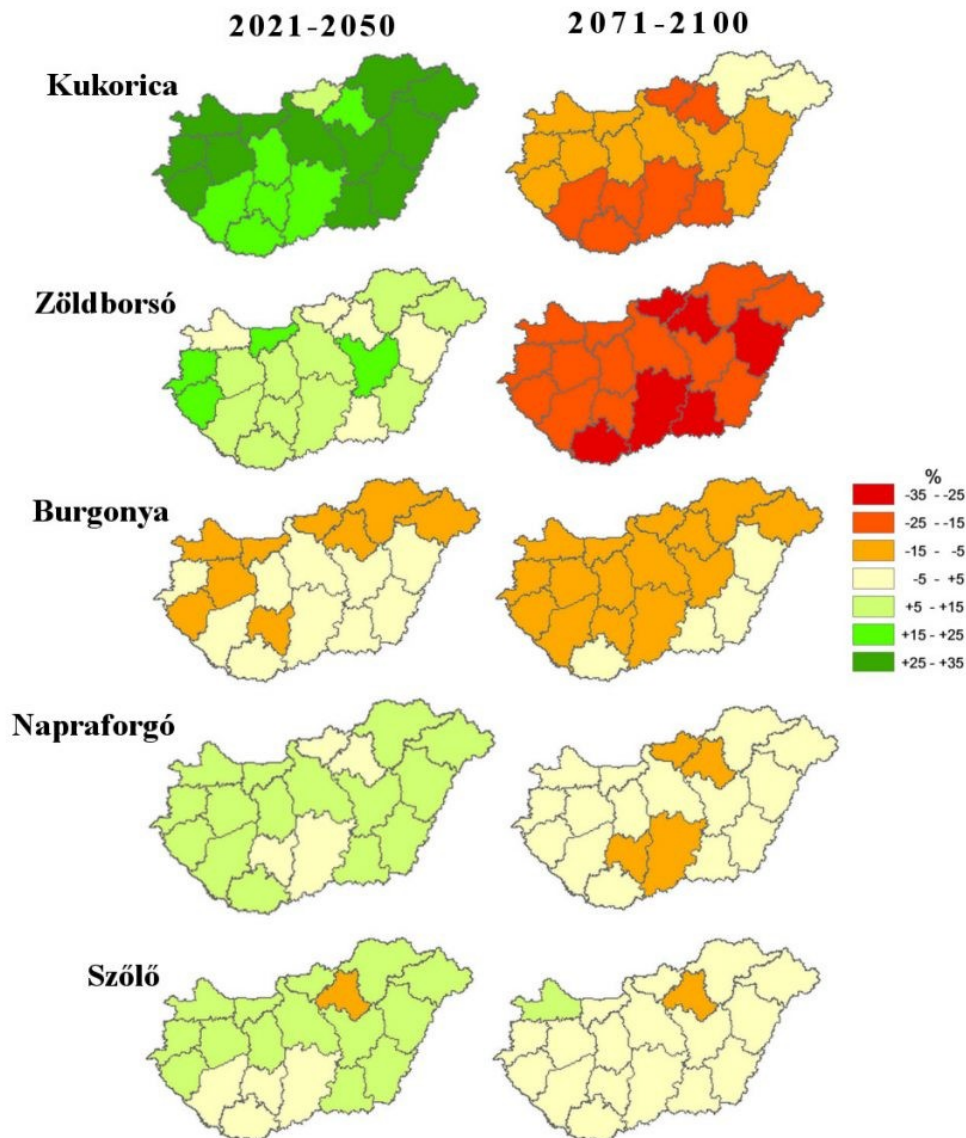 2021-2050 2071-2100
Kukorica
Zöldborsó
Burgonya
%
-35 - -25
-25 - -15
-15 - -5
-5 - +5
+5 - +15
+15 - +25
+25 - +35
Napraforgó
Szőlő